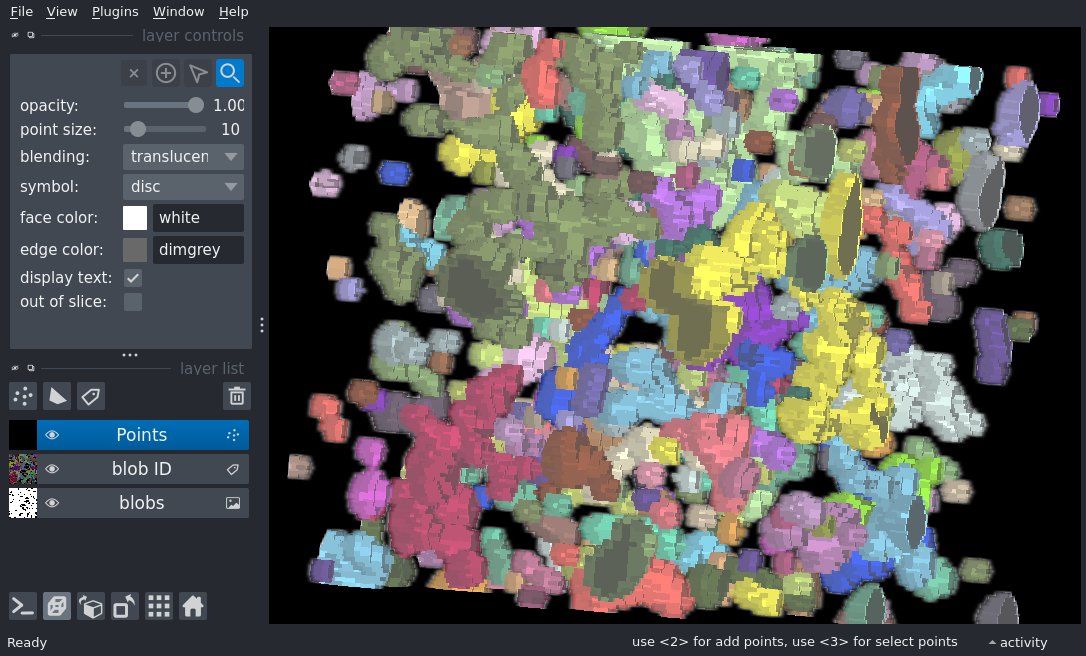 File View Plugins Window Help
layer controls
opacity: 1.00
point size: 10
blending: translucen
symbol: disc
face color: white
edge color: dimgrey
display text:
out of slice:
layer list
Points
blob ID
blobs
Ready use <2> for add points, use <3> for select points activity